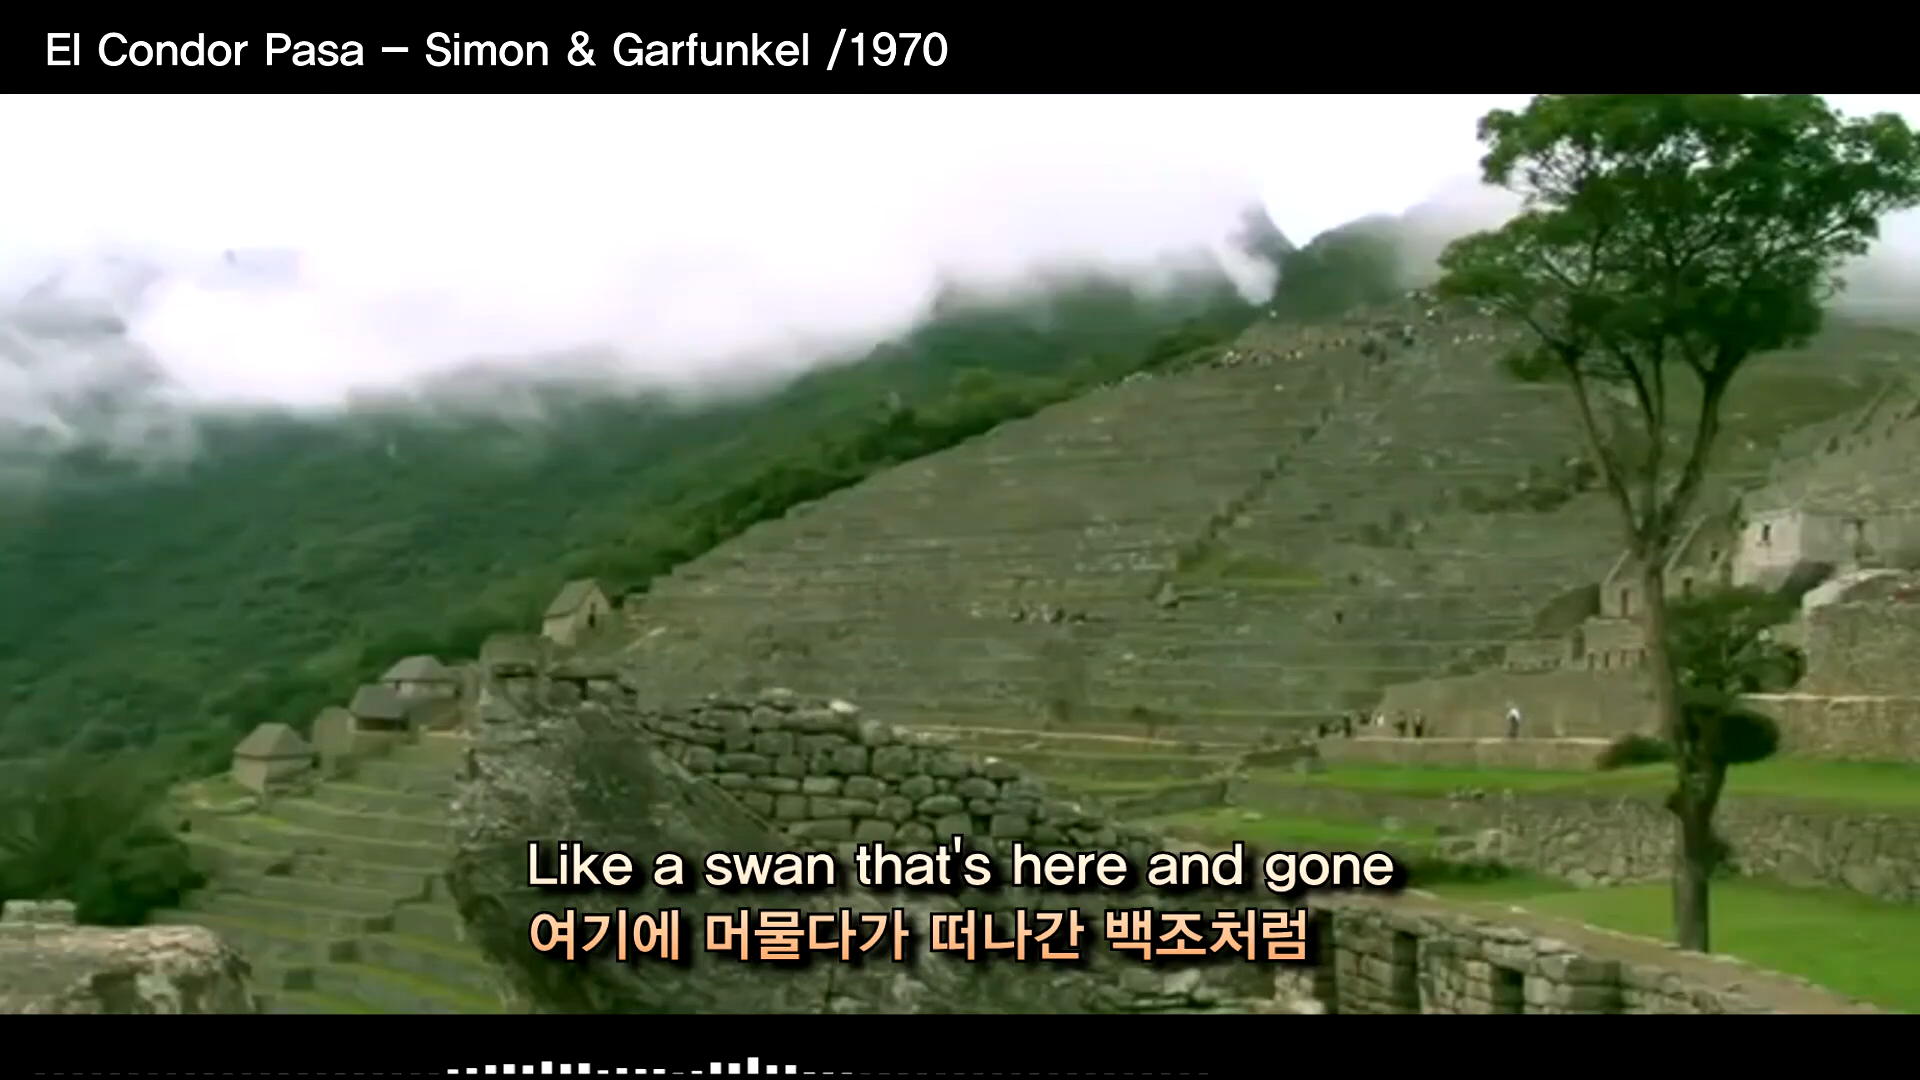 El Condor Pasa – Simon & Garfunkel /1970
Like a swan that's here and gone
여기에 머물다가 떠나간 백조처럼